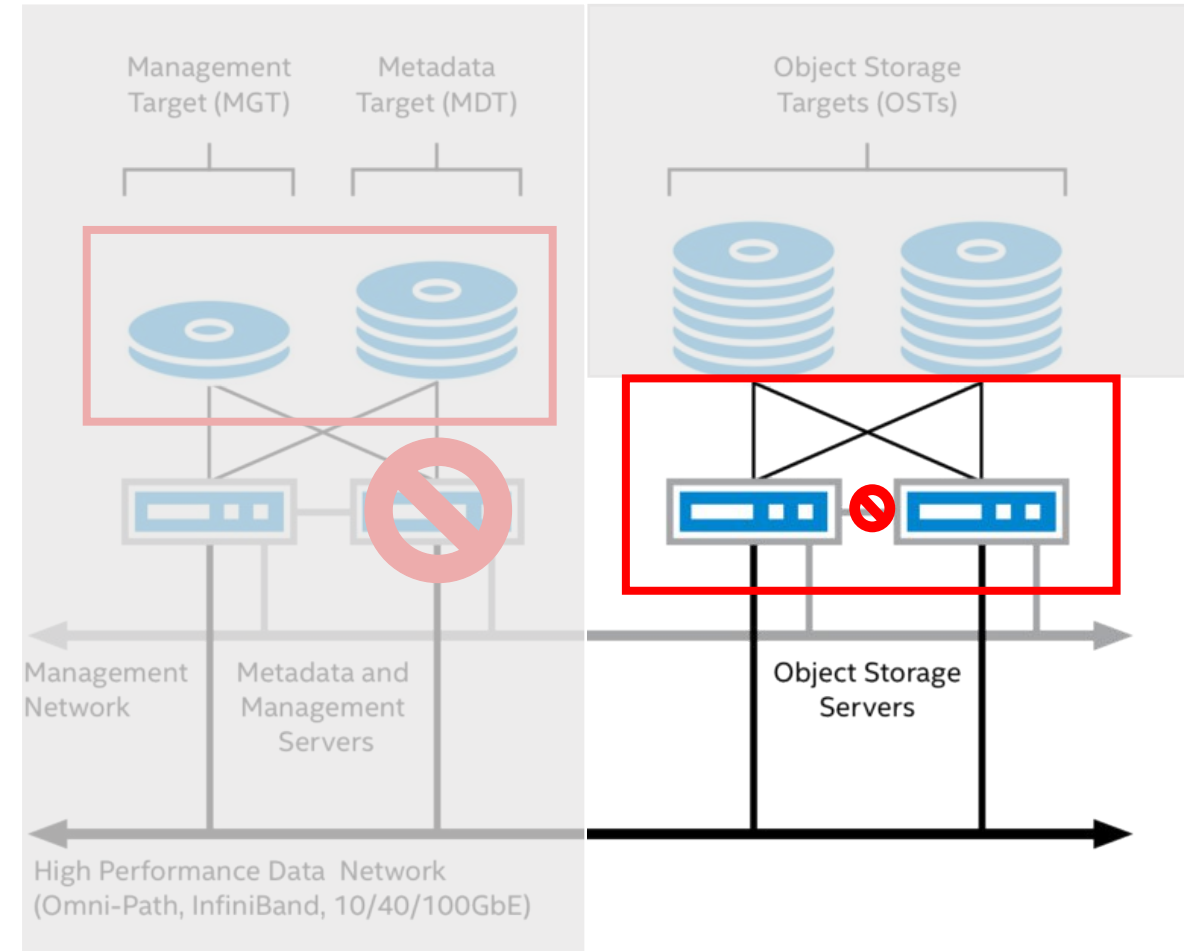 Management
Target (MGT)
Metadata
Target (MDT)
Object Storage
Targets (OSTs)
Management
Network
Metadata and
Management
Servers
Object Storage
Servers
High Performance Data Network
(Omni-Path, InfiniBand, 10/40/100GbE)